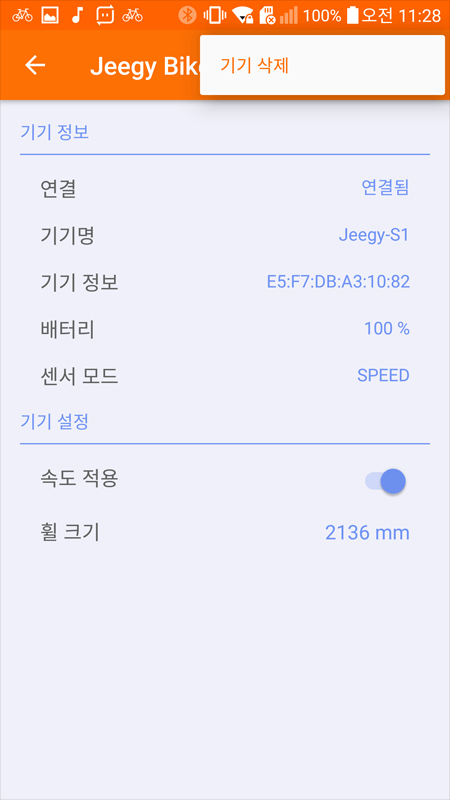 100% 오전 11:28
Jeegy Bike
기기 삭제
기기 정보
연결 연결됨
기기명 Jeegy-S1
기기 정보 E5:F7:DB:A3:10:82
배터리 100 %
센서 모드 SPEED
기기 설정
속도 적용
휠 크기 2136 mm